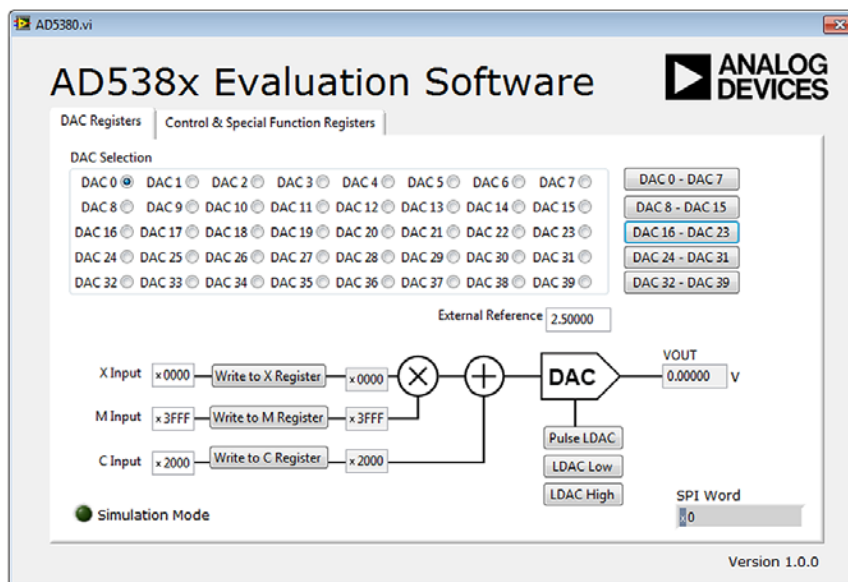 AD5380.vi
AD538x Evaluation Software
ANALOG
DEVICES
DAC Registers
Control & Special Function Registers
DAC Selection
DAC 0 DAC 1 DAC 2 DAC 3 DAC 4 DAC 5 DAC 6 DAC 7
DAC 0 - DAC 7
DAC 8 DAC 9 DAC 10 DAC 11 DAC 12 DAC 13 DAC 14 DAC 15
DAC 8 - DAC 15
DAC 16 DAC 17 DAC 18 DAC 19 DAC 20 DAC 21 DAC 22 DAC 23
DAC 16 - DAC 23
DAC 24 DAC 25 DAC 26 DAC 27 DAC 28 DAC 29 DAC 30 DAC 31
DAC 24 - DAC 31
DAC 32 DAC 33 DAC 34 DAC 35 DAC 36 DAC 37 DAC 38 DAC 39
DAC 32 - DAC 39
External Reference 2.50000
X Input x 0000 Write to X Register x 0000
DAC
VOUT
0.00000 V
M Input x 3FFF Write to M Register x 3FFF
Pulse LDAC
C Input x 2000 Write to C Register x 2000
LDAC Low
LDAC High
SPI Word
x 0
Simulation Mode
Version 1.0.0